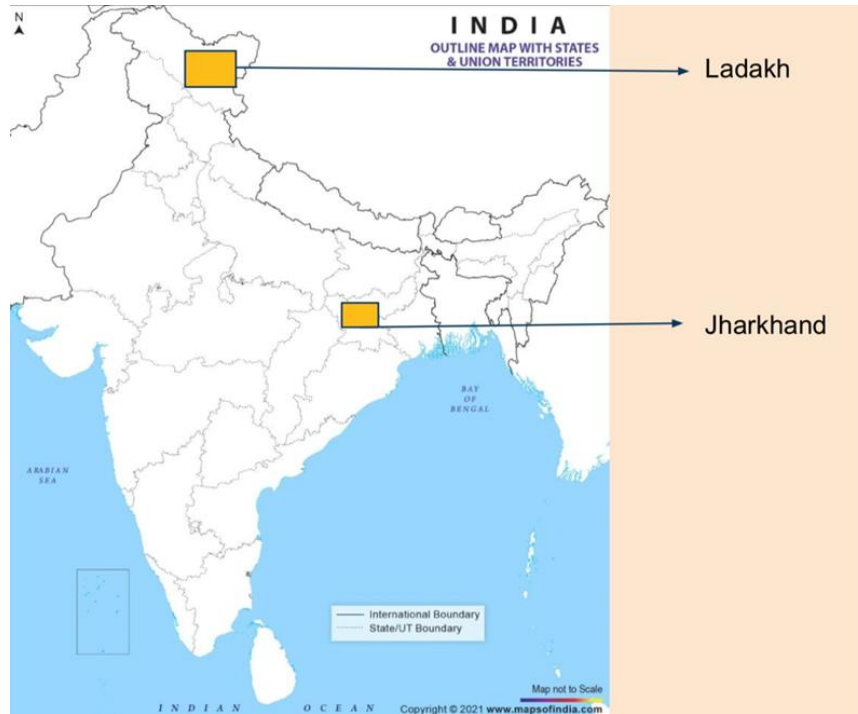 N
INDIA
OUTLINE MAP WITH STATES
& UNION TERRITORIES
Ladakh
Jharkhand
BAY
OF
BENGAL
ARABIAN
SEA
International Boundary
State/UT Boundary
Map not to Scale
INDIAN OCEAN
Copyright © 2021 www.mapsofindia.com